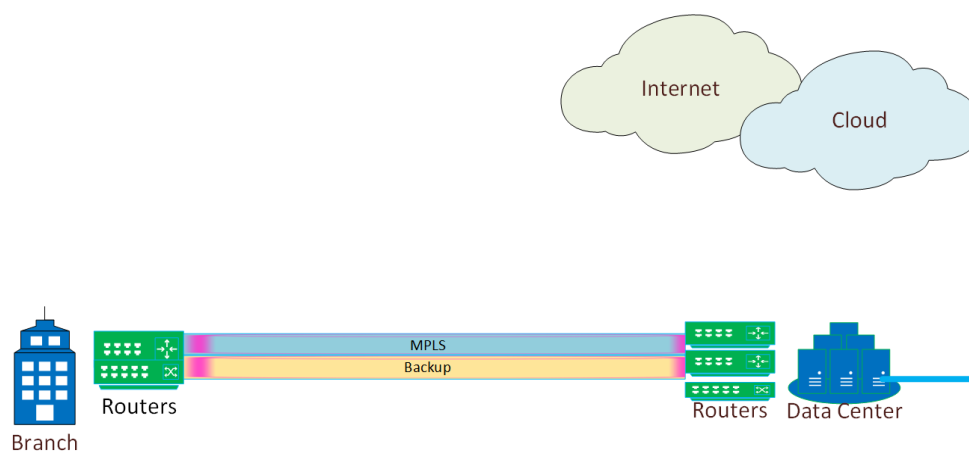 Internet
Cloud
MPLS
Backup
Routers
Routers
Data Center
Branch